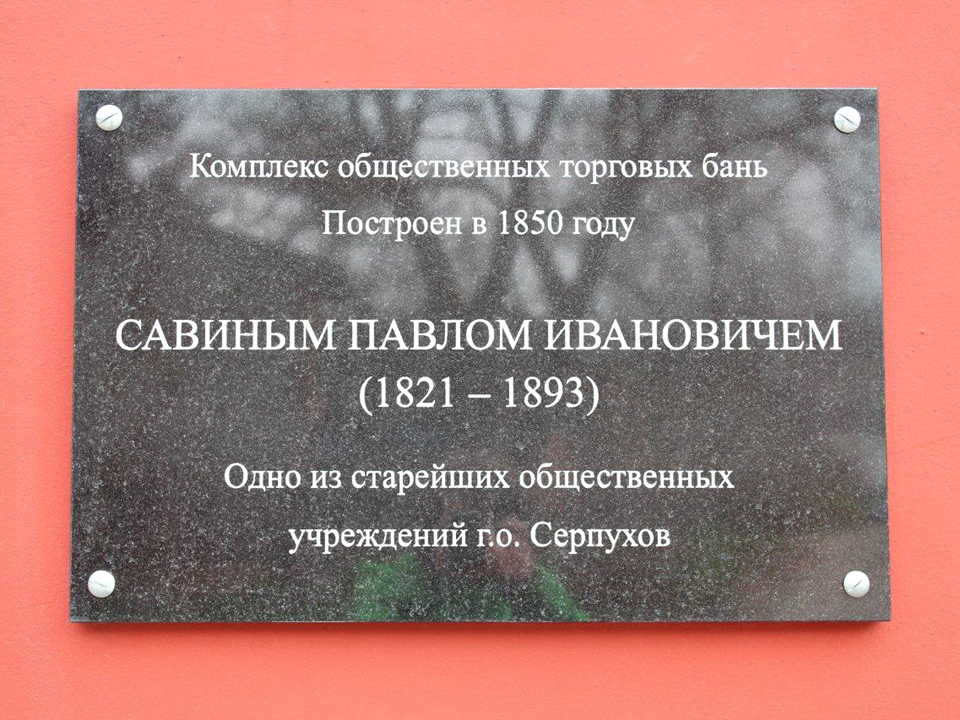 Комплекс общественных торговых бань
Построен в 1850 году
САВИНЫМ ПАВЛОМ ИВАНОВИЧЕМ
(1821 – 1893)
Одно из старейших общественных
учреждений г.о. Серпухов